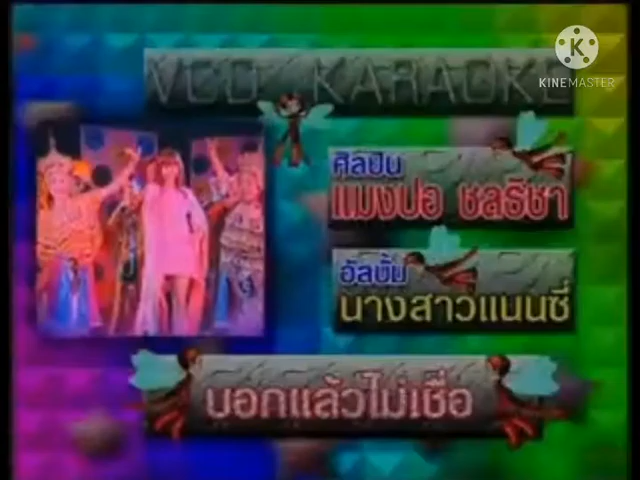 VCD KARAOKE
KINEMASTER
ศิลปิน
แมงปอ ชลธิชา
อัลบั้ม
นางสาวแนนซี่
บอกแล้วไม่เชื่อ